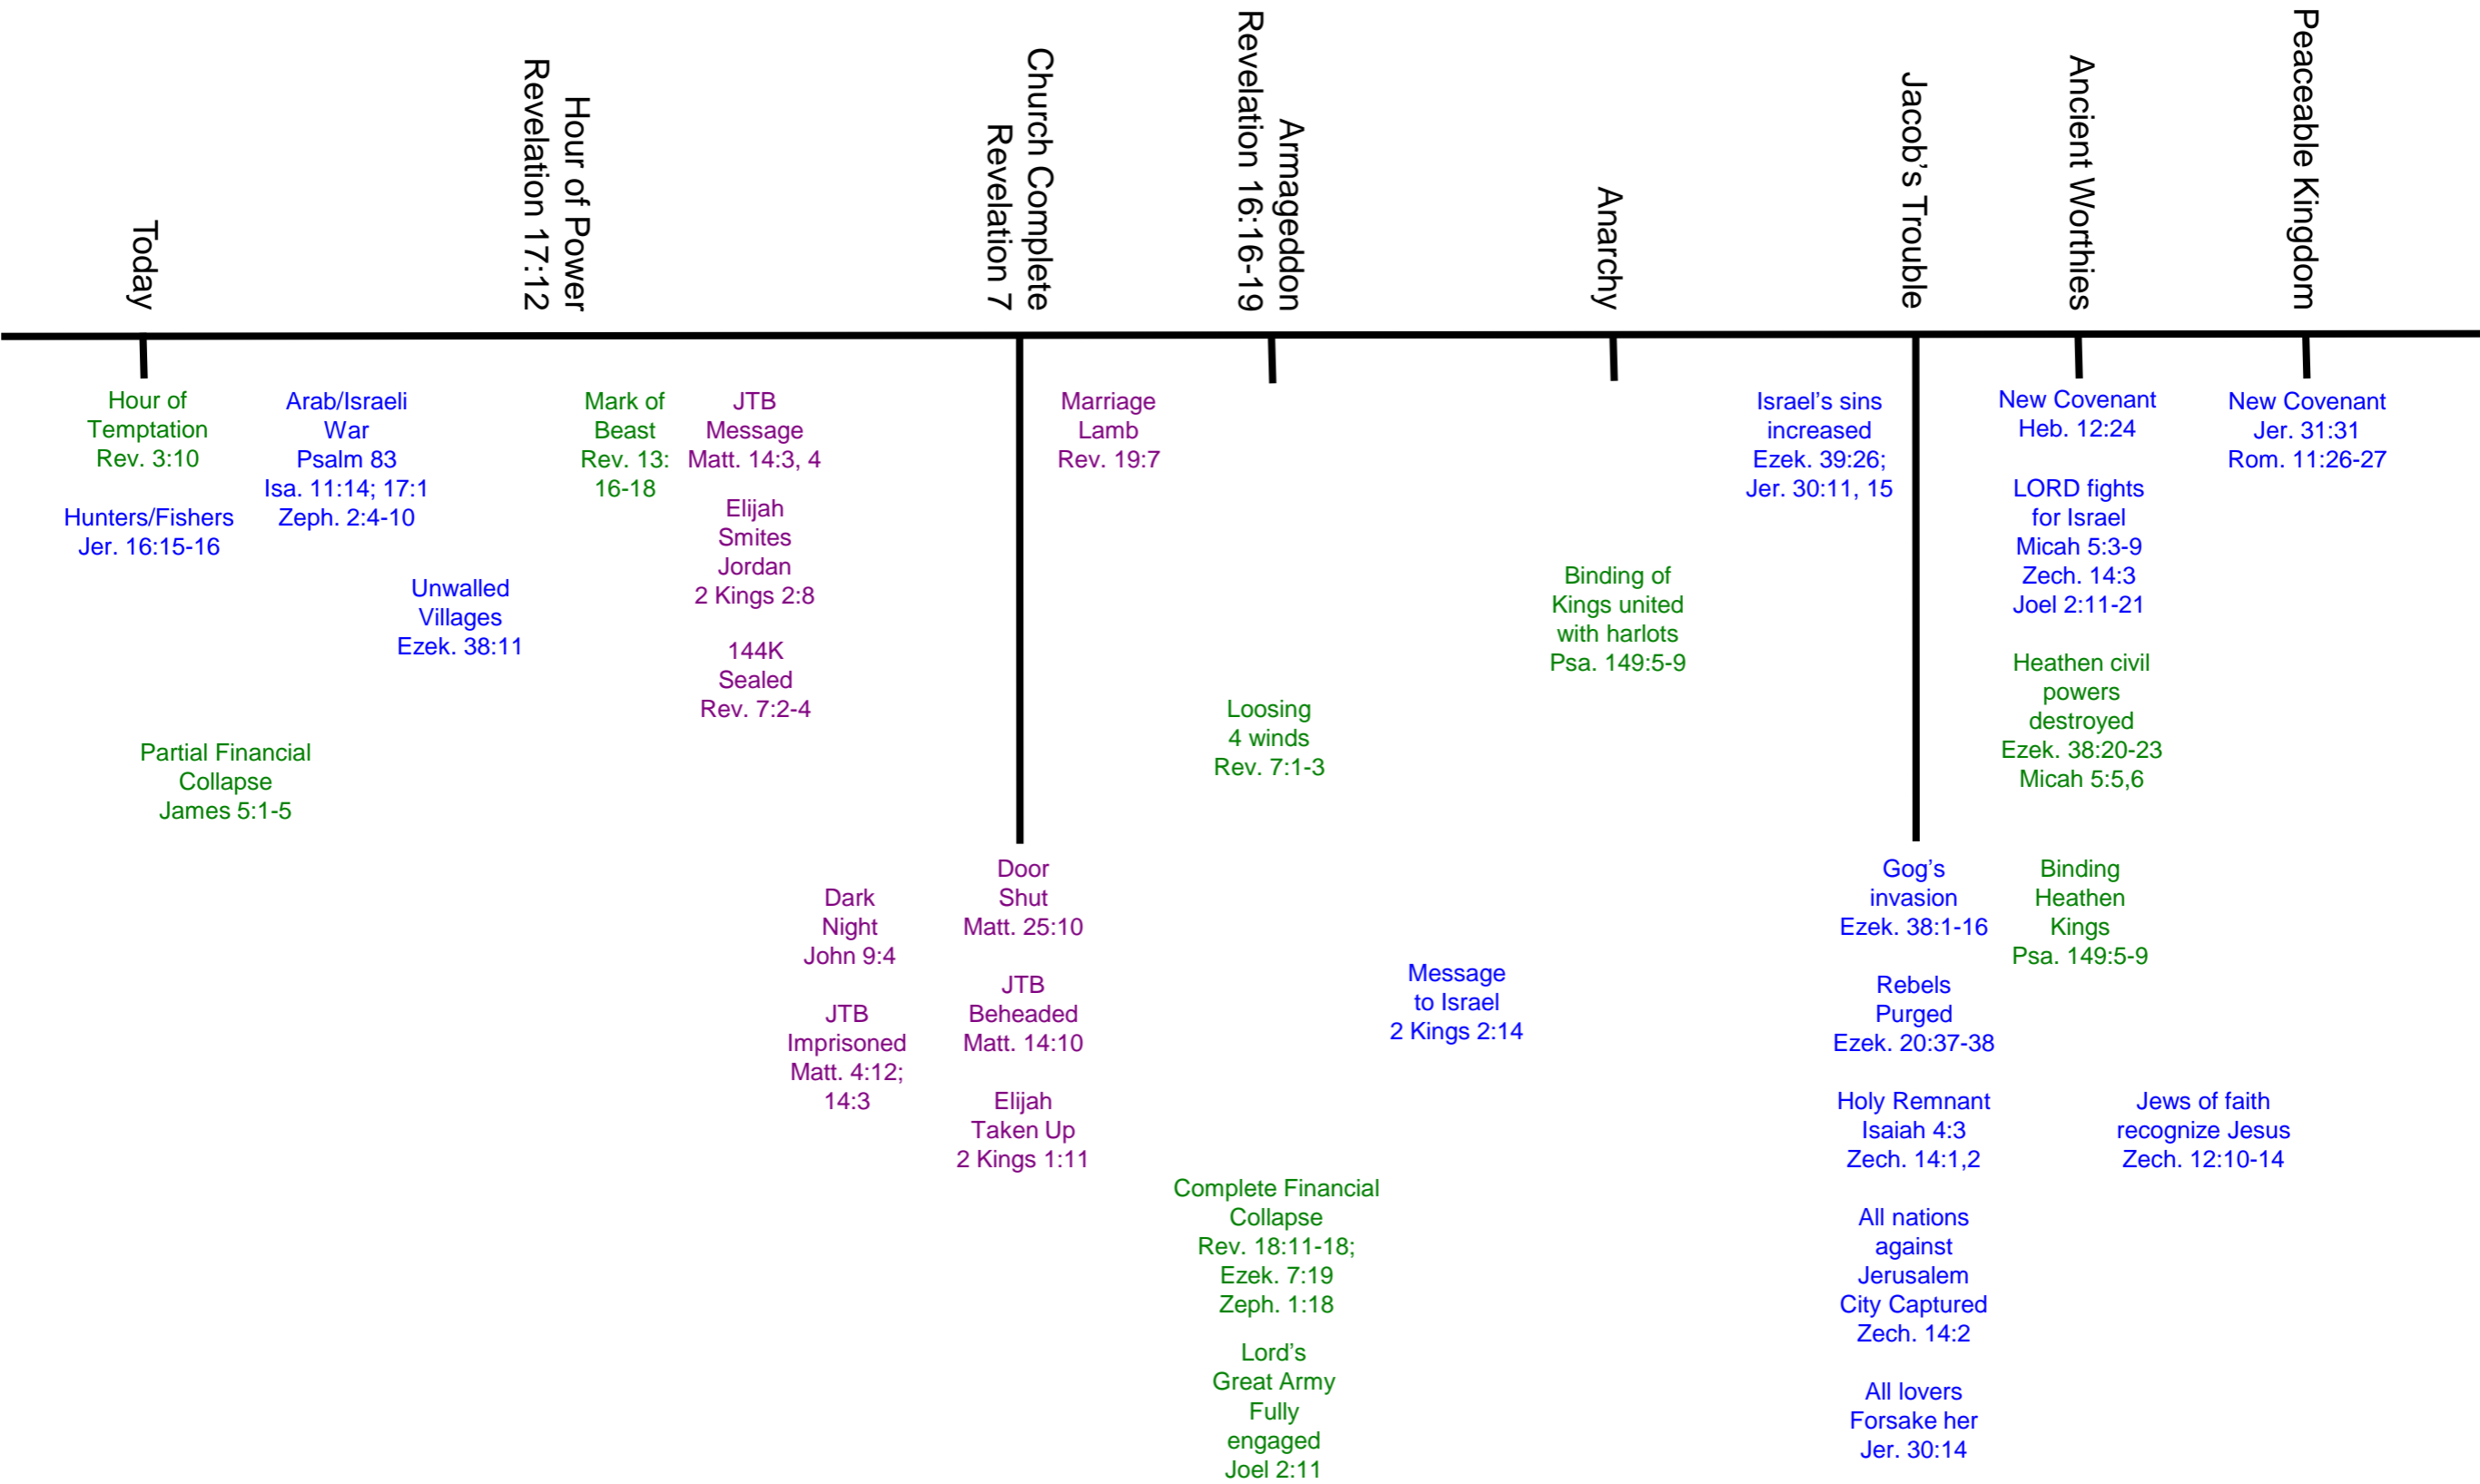 Today
Hour of Power
Revelation 17:12
Church Complete
Revelation 7
Armageddon
Revelation 16:16-19
Anarchy
Jacob's Trouble
Ancient Worthies
Peaceable Kingdom
Hour of
Temptation
Rev. 3:10
Hunters/Fishers
Jer. 16:15-16
Partial Financial
Collapse
James 5:1-5
Arab/Israeli
War
Psalm 83
Isa. 11:14; 17:1
Zeph. 2:4-10
Unwalled
Villages
Ezek. 38:11
Mark of
Beast
Rev. 13:
16-18
JTB
Message
Matt. 14:3, 4
Elijah
Smites
Jordan
2 Kings 2:8
144K
Sealed
Rev. 7:2-4
Dark
Night
John 9:4
JTB
Imprisoned
Matt. 4:12;
14:3
Door
Shut
Matt. 25:10
JTB
Beheaded
Matt. 14:10
Elijah
Taken Up
2 Kings 1:11
Marriage
Lamb
Rev. 19:7
Loosing
4 winds
Rev. 7:1-3
Complete Financial
Collapse
Rev. 18:11-18;
Ezek. 7:19
Zeph. 1:18
Lord's
Great Army
Fully
engaged
Joel 2:11
Message
to Israel
2 Kings 2:14
Binding of
Kings united
with harlots
Psa. 149:5-9
Israel's sins
increased
Ezek. 39:26;
Jer. 30:11, 15
Gog's
invasion
Ezek. 38:1-16
Rebels
Purged
Ezek. 20:37-38
Holy Remnant
Isaiah 4:3
Zech. 14:1,2
All nations
against
Jerusalem
City Captured
Zech. 14:2
All lovers
Forsake her
Jer. 30:14
New Covenant
Heb. 12:24
LORD fights
for Israel
Micah 5:3-9
Zech. 14:3
Joel 2:11-21
Heathen civil
powers
destroyed
Ezek. 38:20-23
Micah 5:5,6
Binding
Heathen
Kings
Psa. 149:5-9
Jews of faith
recognize Jesus
Zech. 12:10-14
New Covenant
Jer. 31:31
Rom. 11:26-27